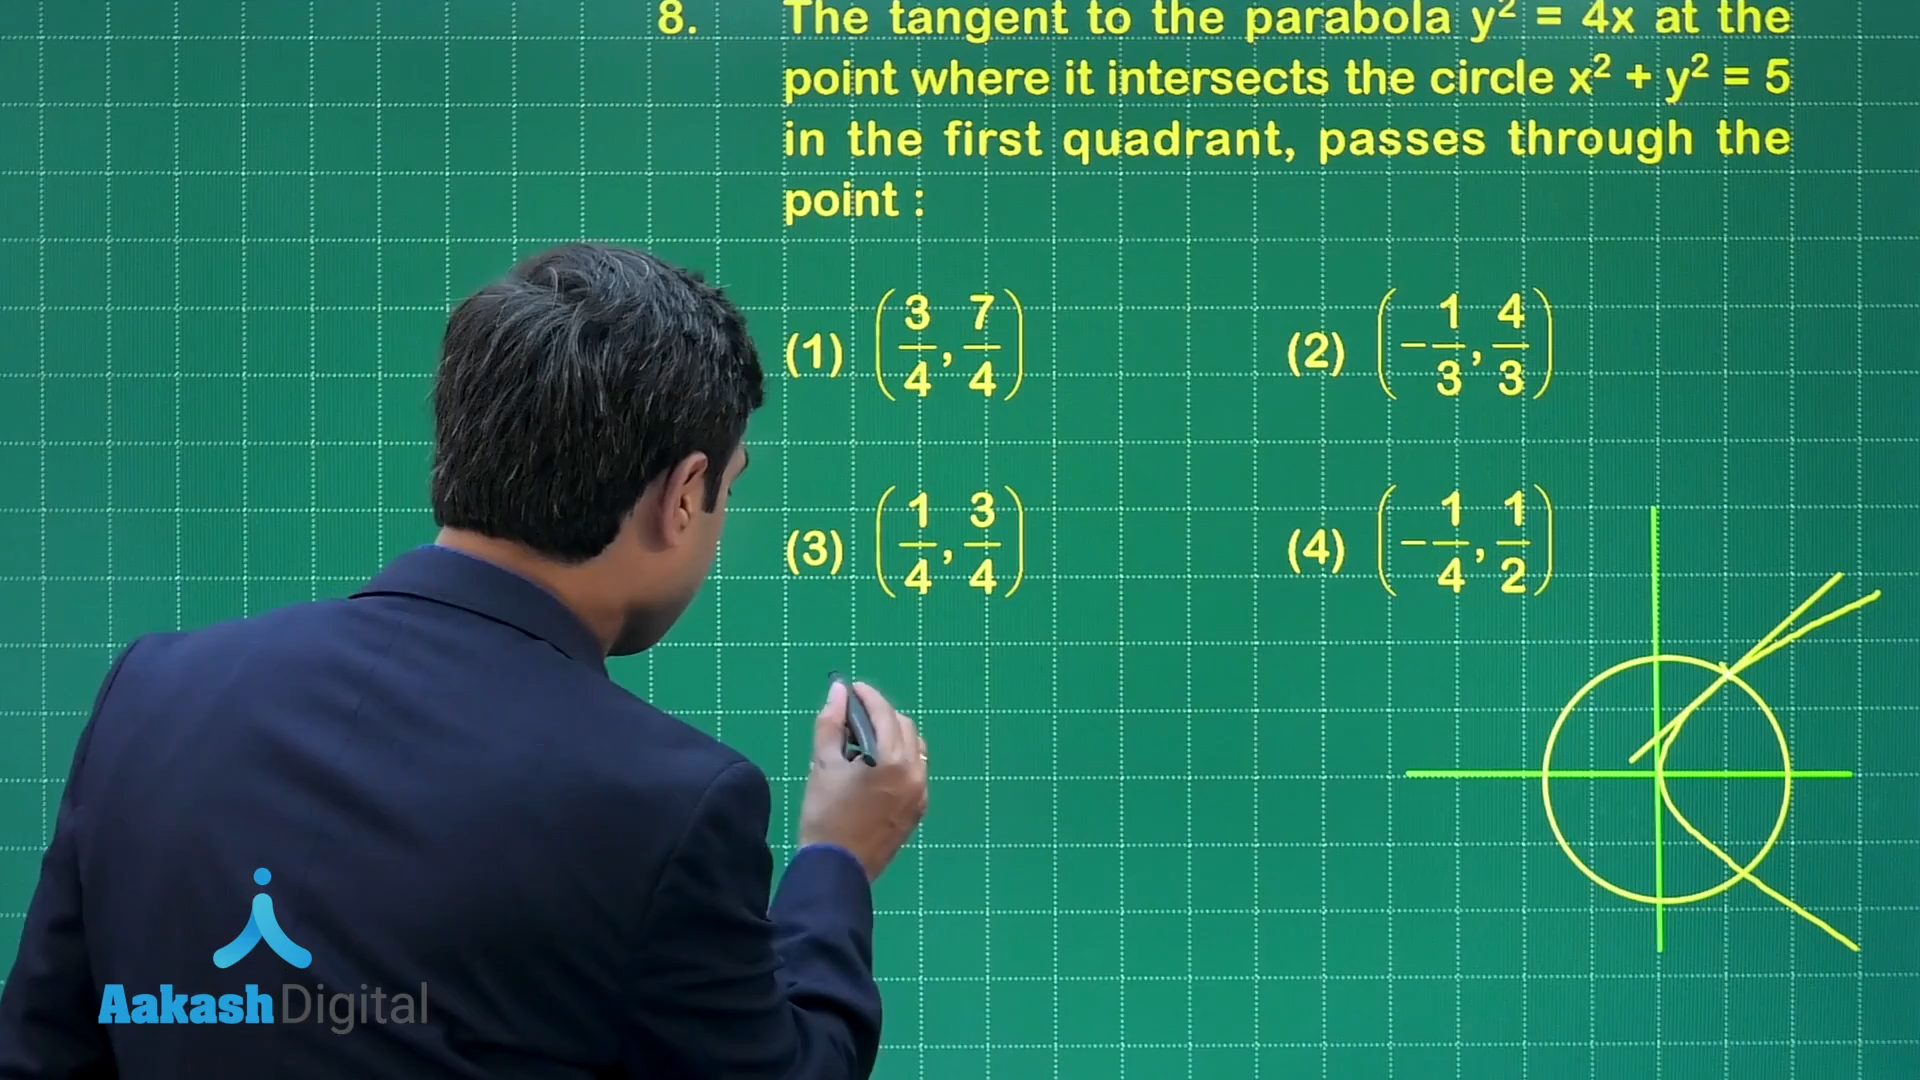 8. The tangent to the parabola y² = 4x at the
point where it intersects the circle x² + y² = 5
in the first quadrant, passes through the
point :
(1) (3/4, 7/4) (2) (-1/3, 4/3)
(3) (1/4, 3/4) (4) (-1/4, 1/2)
Aakash Digital